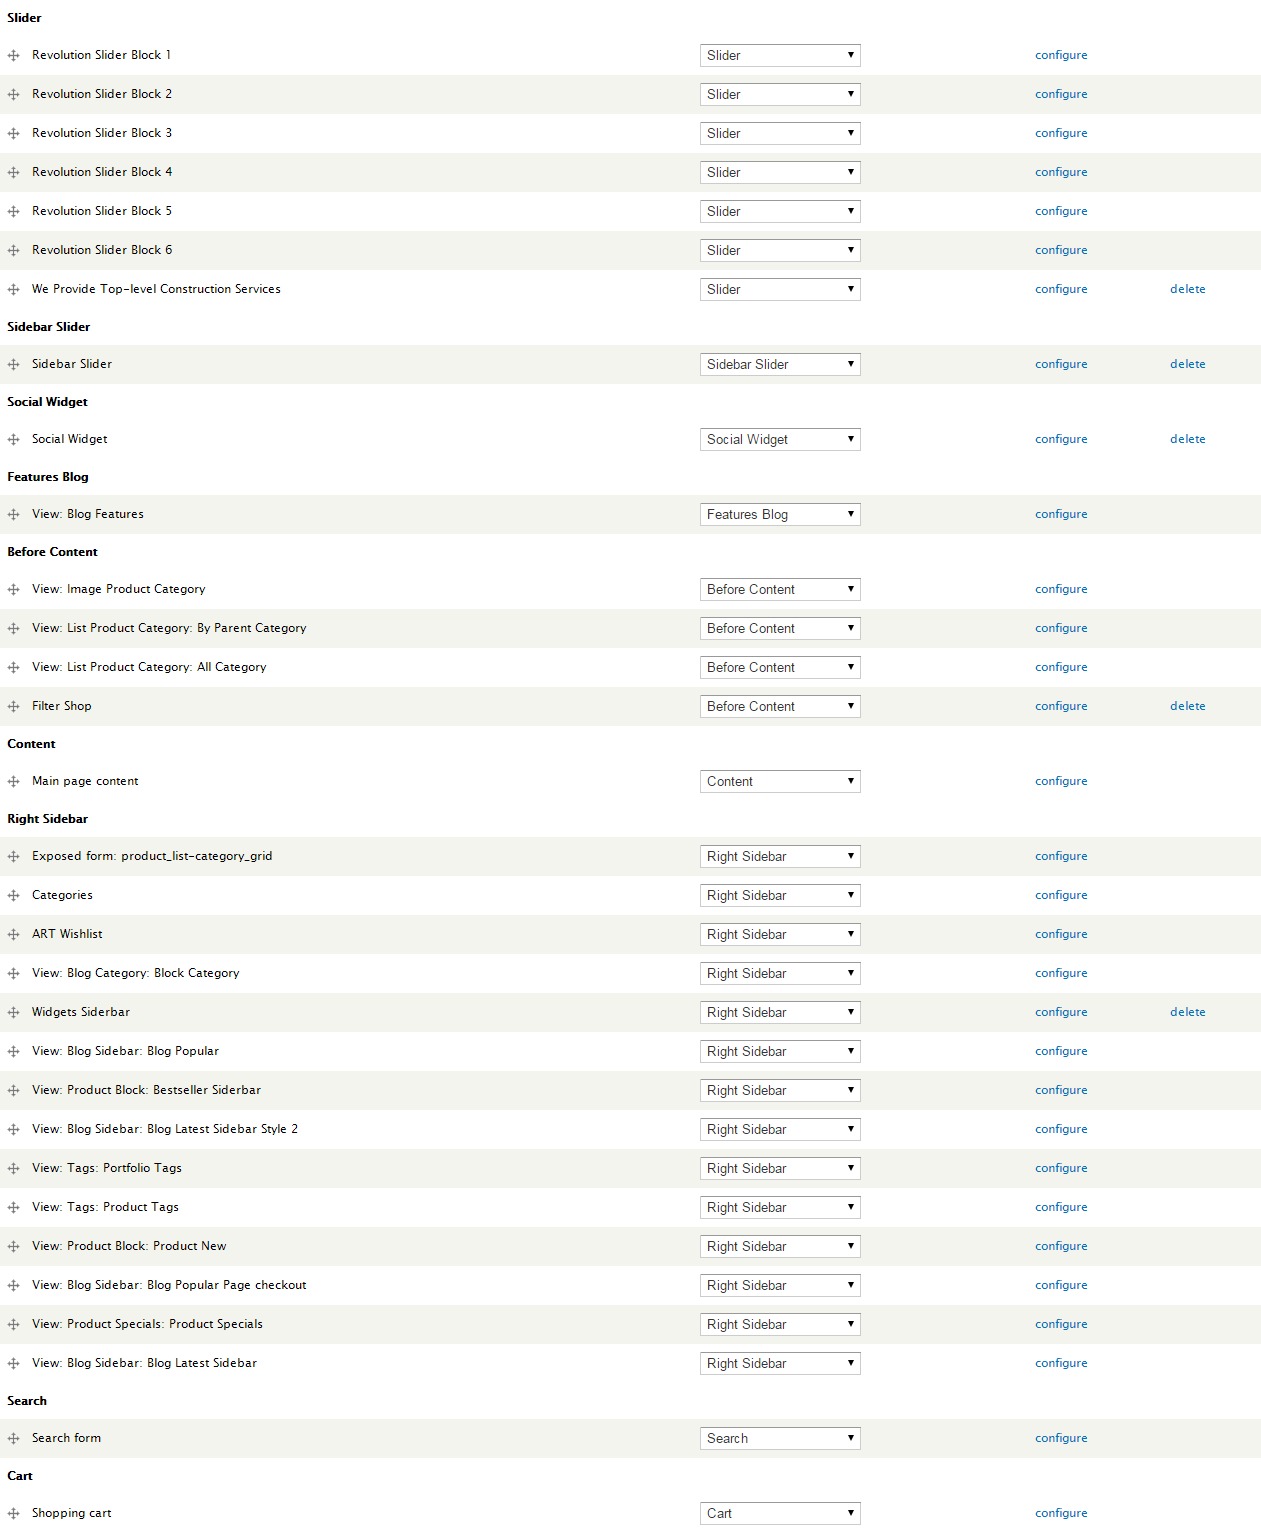 Slider
Revolution Slider Block 1 Slider configure
Revolution Slider Block 2 Slider configure
Revolution Slider Block 3 Slider configure
Revolution Slider Block 4 Slider configure
Revolution Slider Block 5 Slider configure
Revolution Slider Block 6 Slider configure
We Provide Top-level Construction Services Slider configure delete
Sidebar Slider
Sidebar Slider Sidebar Slider configure delete
Social Widget
Social Widget Social Widget configure delete
Features Blog
View: Blog Features Features Blog configure
Before Content
View: Image Product Category Before Content configure
View: List Product Category: By Parent Category Before Content configure
View: List Product Category: All Category Before Content configure
Filter Shop Before Content configure delete
Content
Main page content Content configure
Right Sidebar
Exposed form: product_list-category_grid Right Sidebar configure
Categories Right Sidebar configure
ART Wishlist Right Sidebar configure
View: Blog Category: Block Category Right Sidebar configure
Widgets Siderbar Right Sidebar configure delete
View: Blog Sidebar: Blog Popular Right Sidebar configure
View: Product Block: Bestseller Siderbar Right Sidebar configure
View: Blog Sidebar: Blog Latest Sidebar Style 2 Right Sidebar configure
View: Tags: Portfolio Tags Right Sidebar configure
View: Tags: Product Tags Right Sidebar configure
View: Product Block: Product New Right Sidebar configure
View: Blog Sidebar: Blog Popular Page checkout Right Sidebar configure
View: Product Specials: Product Specials Right Sidebar configure
View: Blog Sidebar: Blog Latest Sidebar Right Sidebar configure
Search
Search form Search configure
Cart
Shopping cart Cart configure